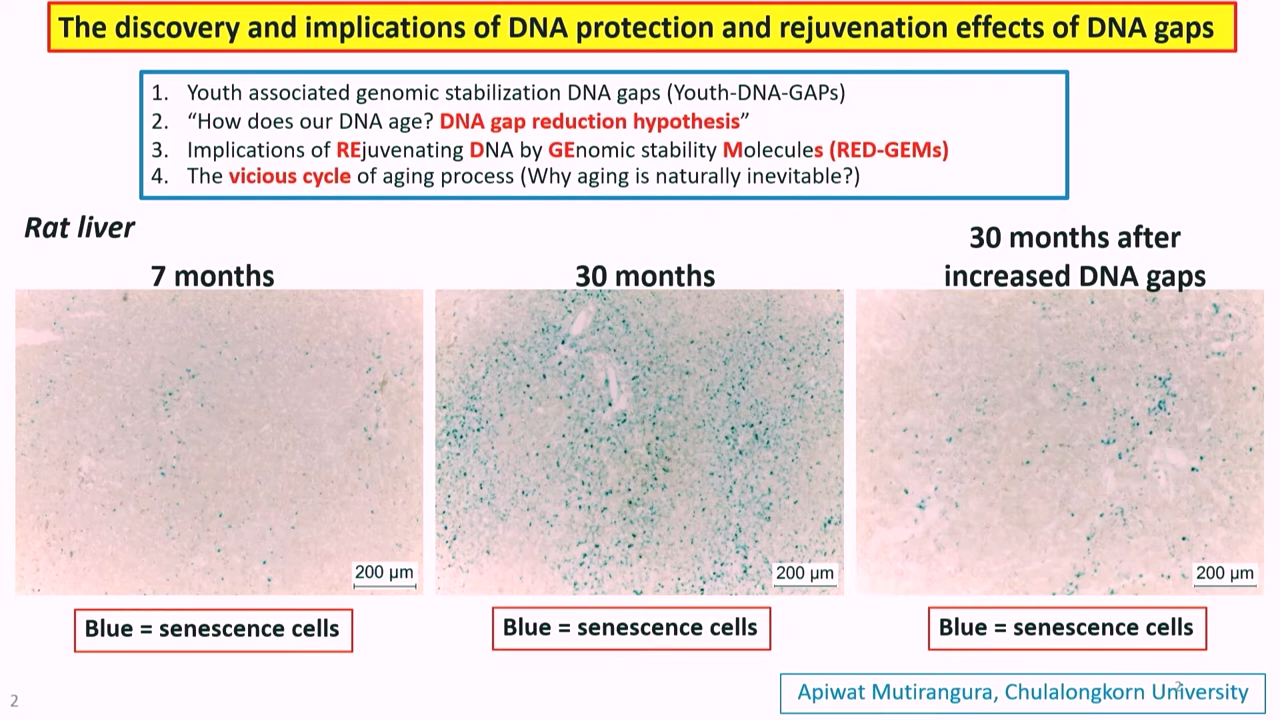 The discovery and implications of DNA protection and rejuvenation effects of DNA gaps
1. Youth associated genomic stabilization DNA gaps (Youth-DNA-GAPs)
2. “How does our DNA age? DNA gap reduction hypothesis”
3. Implications of REjuvenating DNA by GEnomic stability Molecules (RED-GEMs)
4. The vicious cycle of aging process (Why aging is naturally inevitable?)
Rat liver
7 months
30 months
30 months after
increased DNA gaps
200 µm
200 µm
200 µm
Blue = senescence cells
Blue = senescence cells
Blue = senescence cells
Apiwat Mutirangura, Chulalongkorn University
2